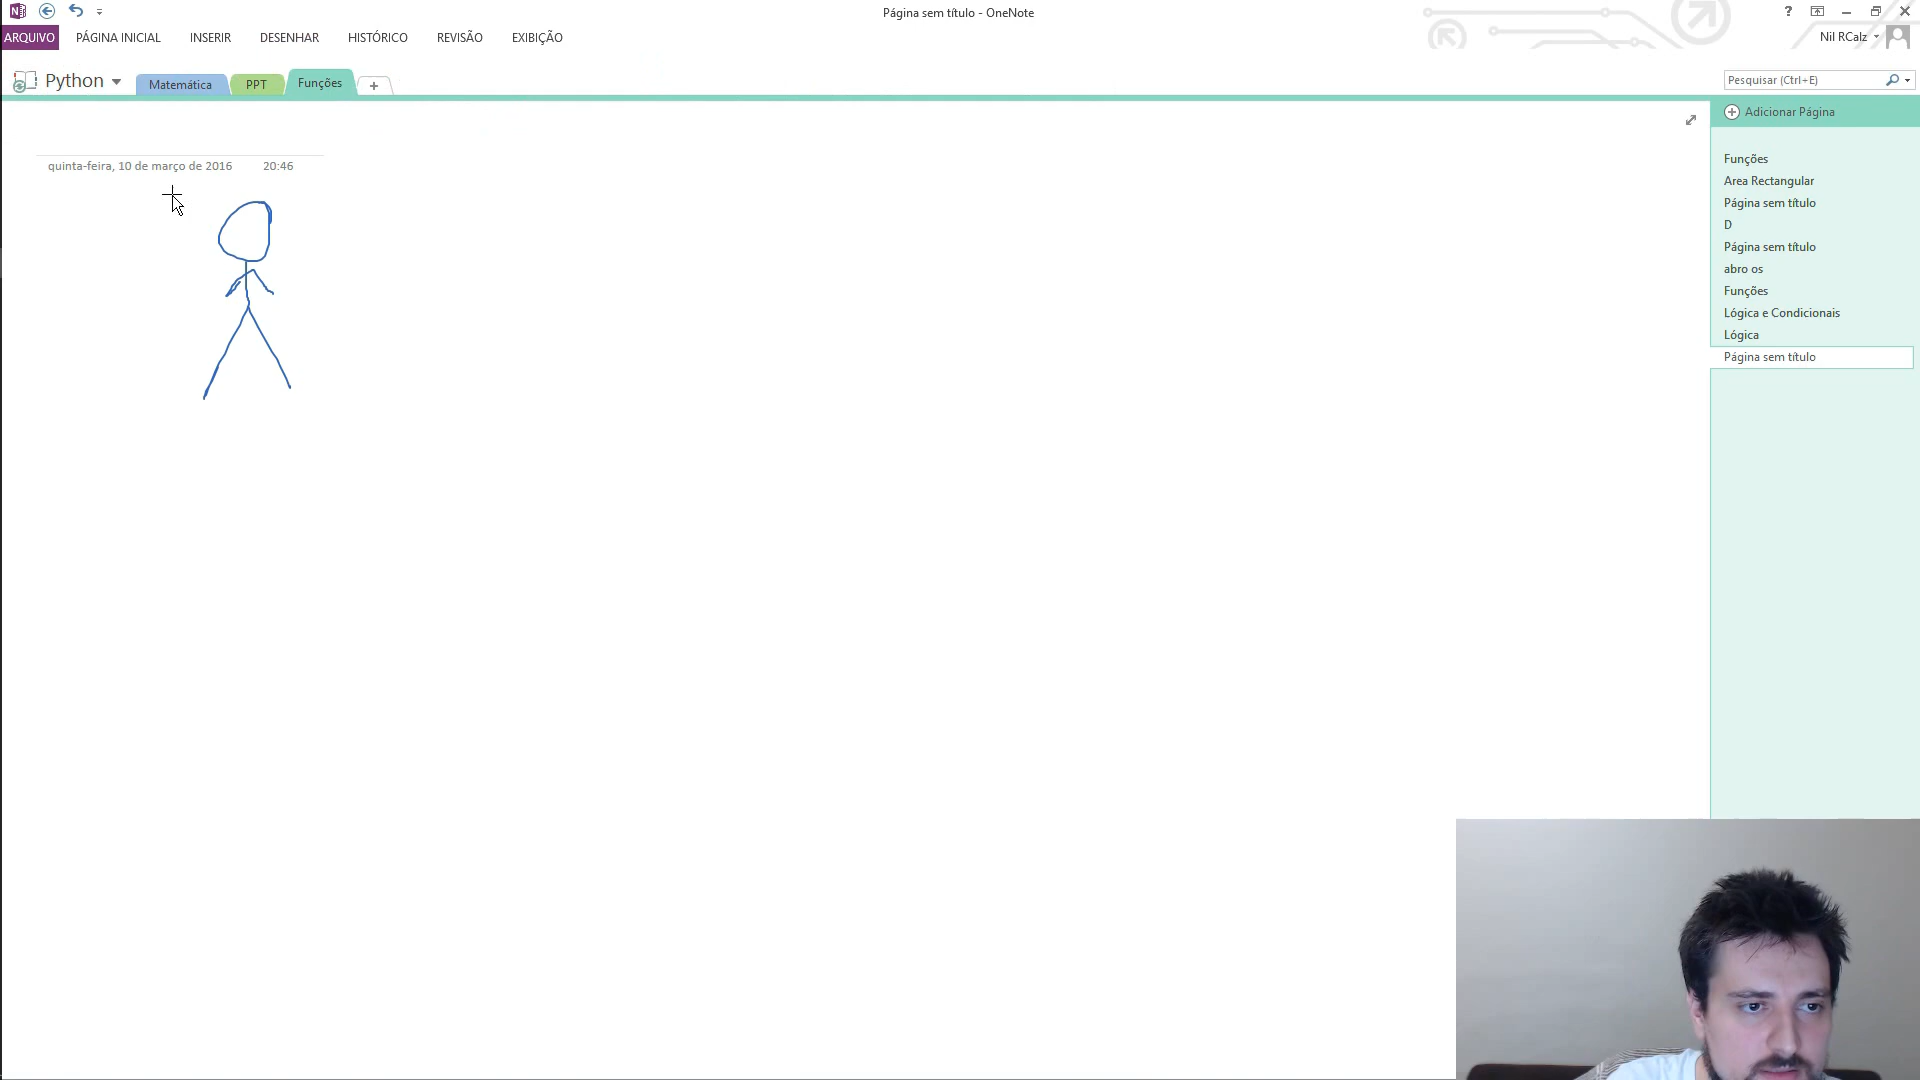 Página sem título - OneNote
ARQUIVO PÁGINA INICIAL INSERIR DESENHAR HISTÓRICO REVISÃO EXIBIÇÃO
Nil RCalz
Python Matemática PPT Funções
Pesquisar (Ctrl+E)
Adicionar Página
quinta-feira, 10 de março de 2016 20:46
Funções
Area Rectangular
Página sem título
D
Página sem título
abro os
Funções
Lógica e Condicionais
Lógica
Página sem título